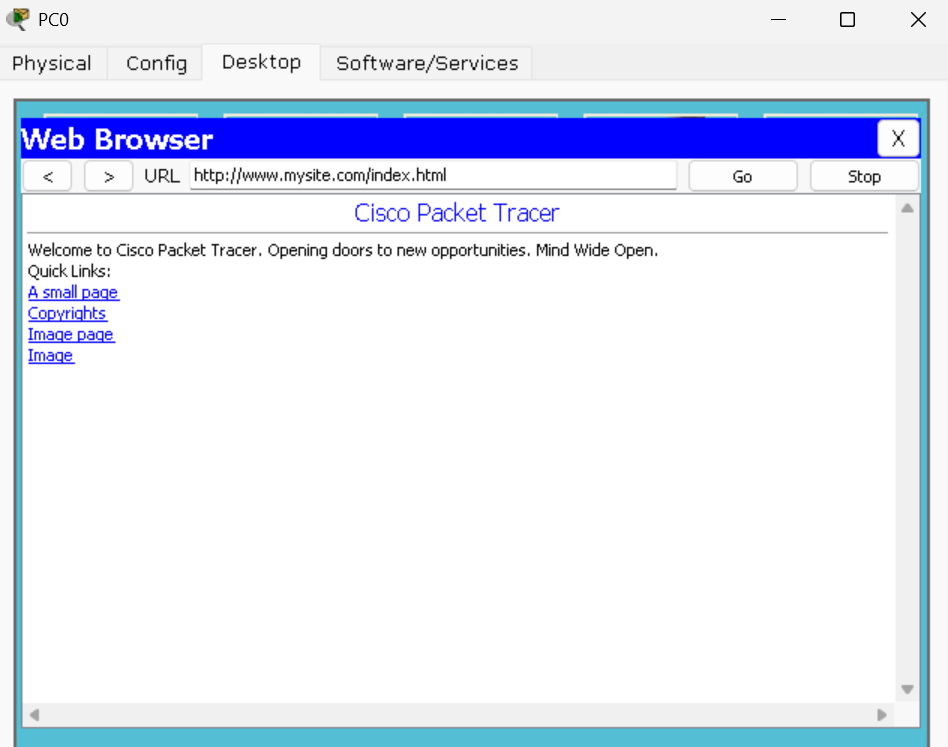 PC0
Physical Config Desktop Software/Services
Web Browser X
< > URL http://www.mysite.com/index.html Go Stop
Cisco Packet Tracer
Welcome to Cisco Packet Tracer. Opening doors to new opportunities. Mind Wide Open.
Quick Links:
A small page
Copyrights
Image page
Image